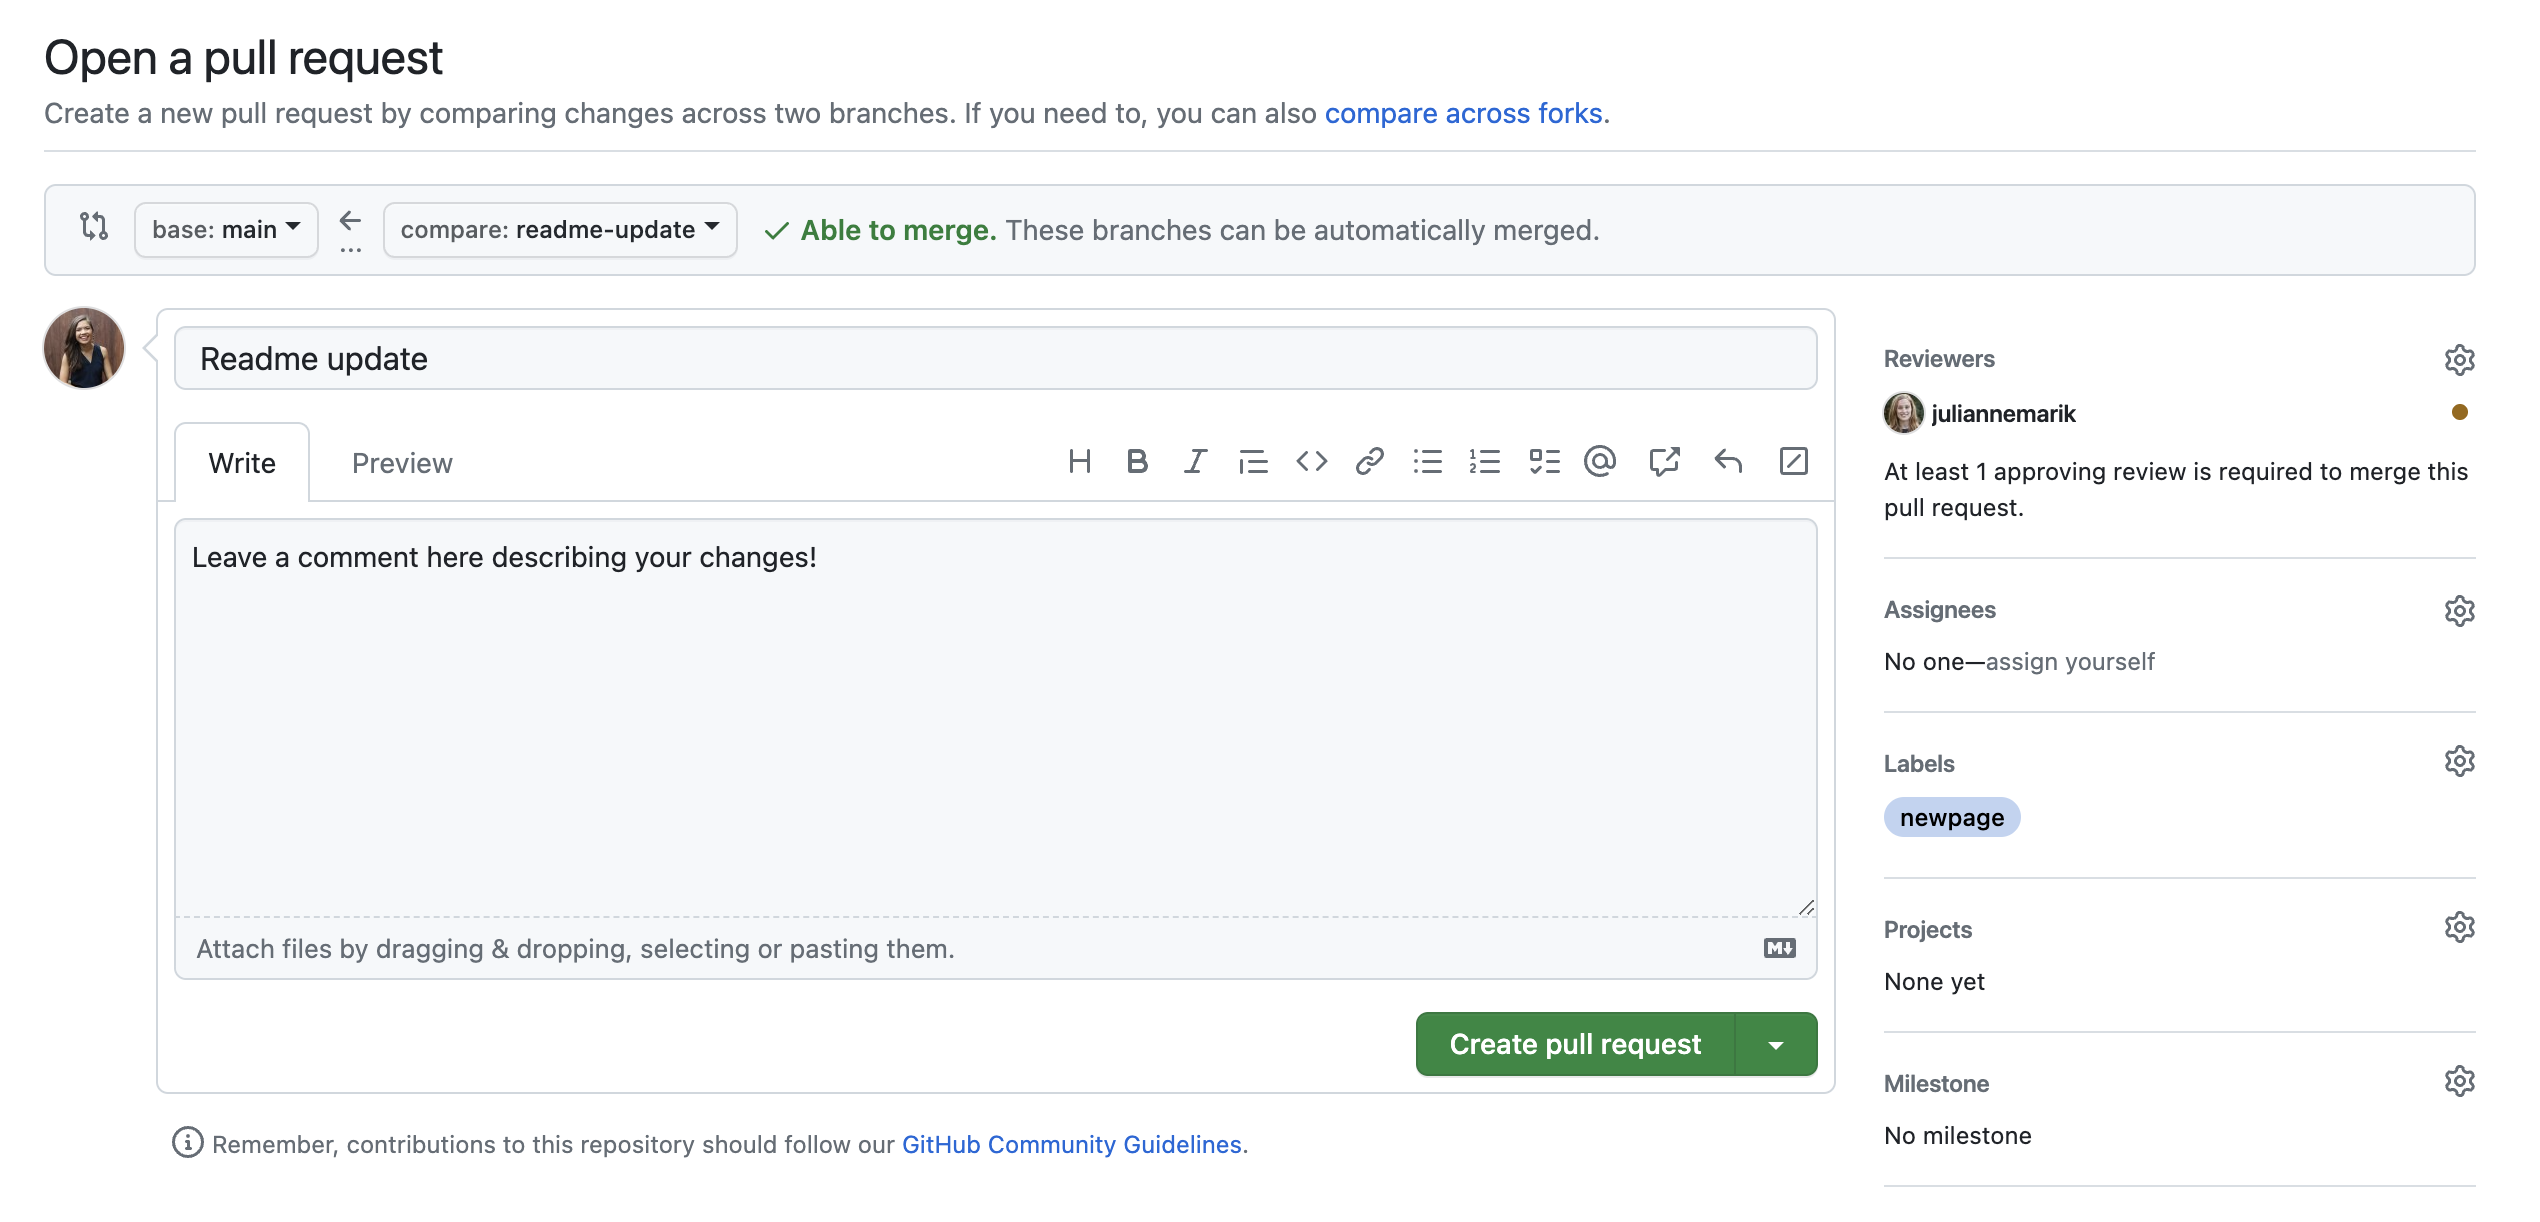 Open a pull request
Create a new pull request by comparing changes across two branches. If you need to, you can also compare across forks.
base: main
compare: readme-update
Able to merge. These branches can be automatically merged.
Readme update
Write
Preview
Leave a comment here describing your changes!
Attach files by dragging & dropping, selecting or pasting them.
Create pull request
Remember, contributions to this repository should follow our GitHub Community Guidelines.
Reviewers
juliannemarik
At least 1 approving review is required to merge this
pull request.
Assignees
No one—assign yourself
Labels
newpage
Projects
None yet
Milestone
No milestone